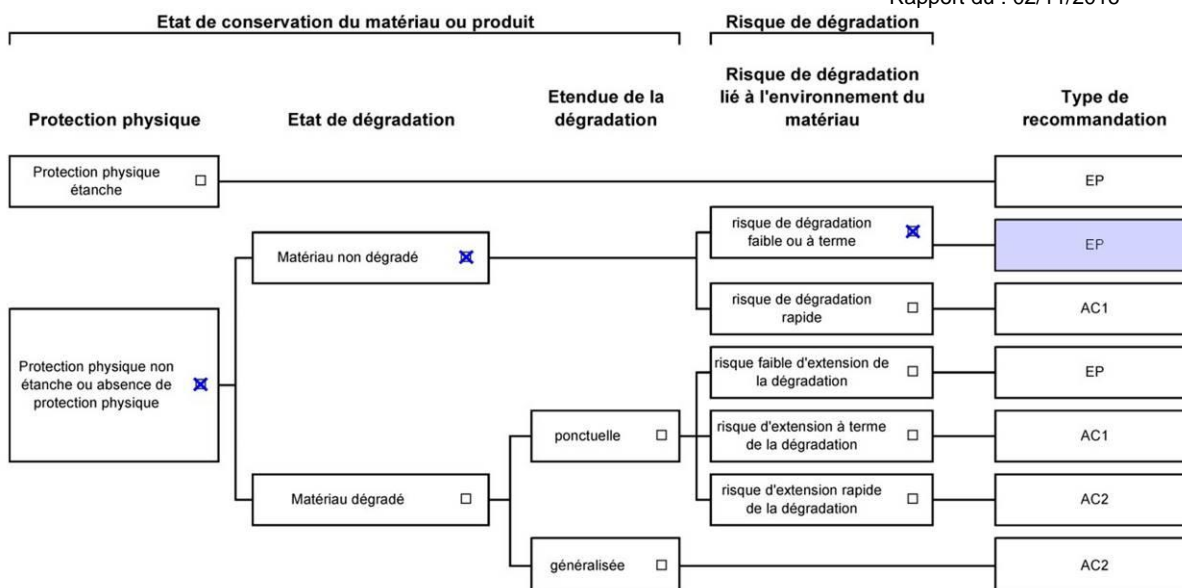 Rapport du : 02/11/2018
Etat de conservation du matériau ou produit
Risque de dégradation
Protection physique
Etat de dégradation
Etendue de la
dégradation
Risque de dégradation
lié à l'environnement du
matériau
Type de
recommandation
Protection physique
étanche
EP
risque de dégradation
faible ou à terme
EP
Matériau non dégradé
risque de dégradation
rapide
AC1
Protection physique non
étanche ou absence de
protection physique
risque faible d'extension de
la dégradation
EP
ponctuelle
risque d'extension à terme
de la dégradation
AC1
Matériau dégradé
risque d'extension rapide
de la dégradation
AC2
généralisée
AC2